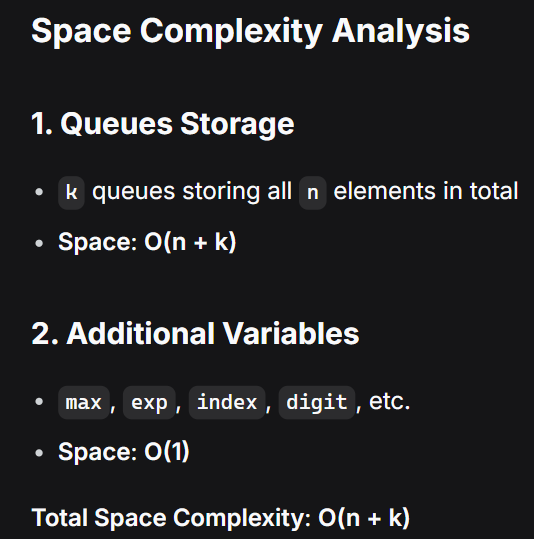 Space Complexity Analysis
1. Queues Storage
• k queues storing all n elements in total
• Space: O(n + k)
2. Additional Variables
• max, exp, index, digit, etc.
• Space: O(1)
Total Space Complexity: O(n + k)